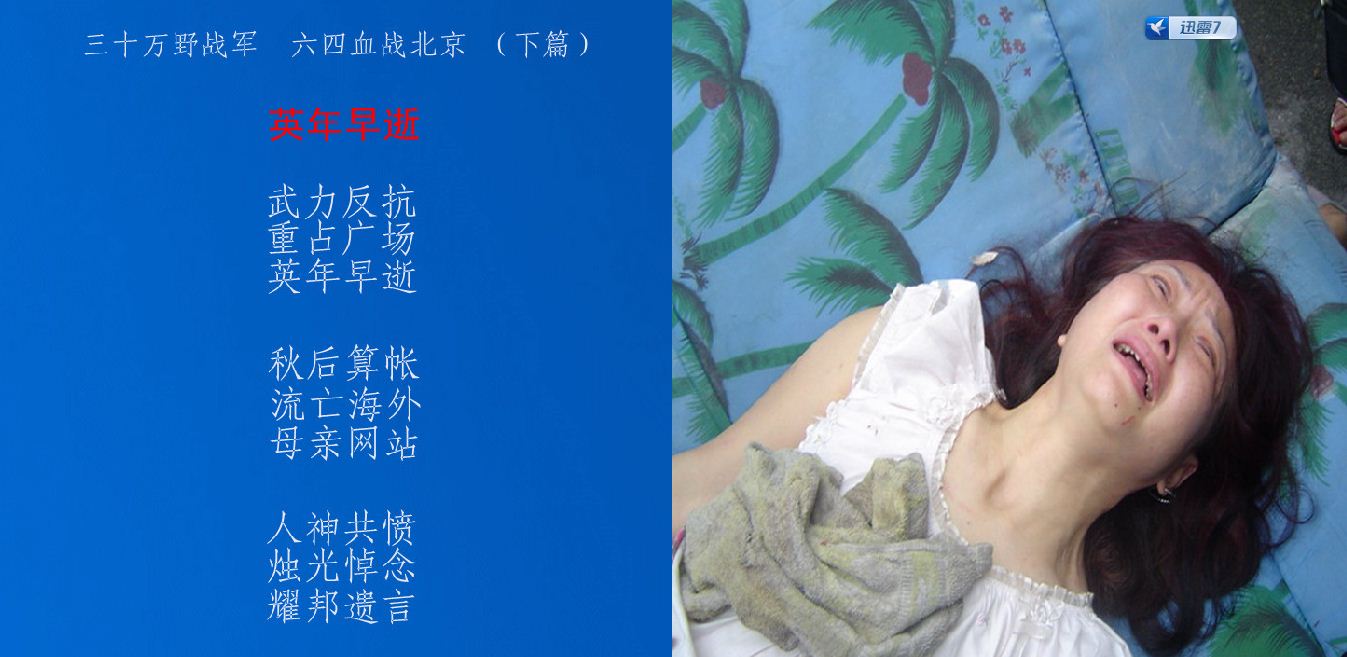 三十万野战军 六四血战北京 （下篇）
英年早逝
武力反抗
重占广场
英年早逝
秋后算帐
流亡海外
母亲网站
人神共愤
烛光悼念
耀邦遗言
迅雷7